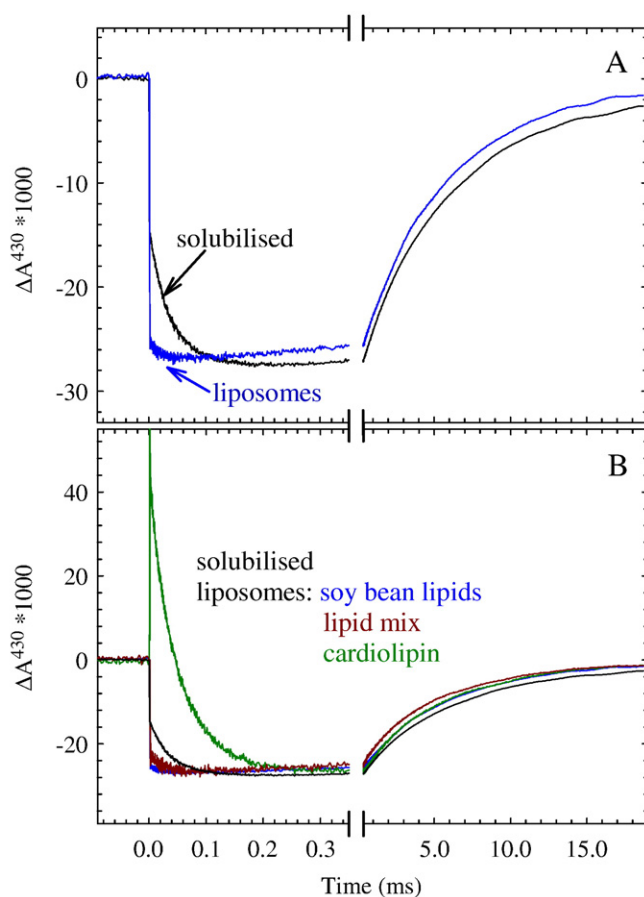 A
0
-10
-20
-30
ΔA⁴³⁰ *1000
solubilised
liposomes
B
40
20
0
-20
ΔA⁴³⁰ *1000
solubilised
liposomes: soy bean lipids
lipid mix
cardiolipin
0.0 0.1 0.2 0.3 5.0 10.0 15.0
Time (ms)